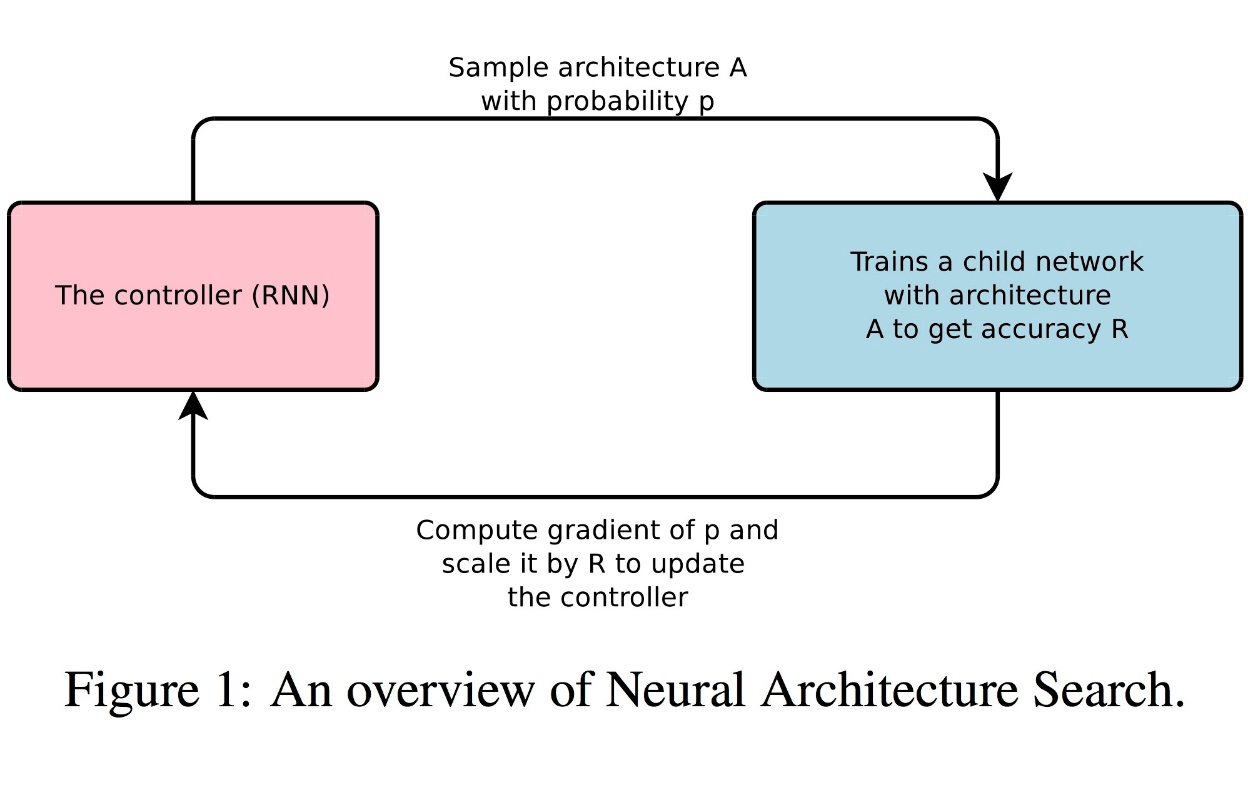 Sample architecture A
with probability p
The controller (RNN)
Trains a child network
with architecture
A to get accuracy R
Compute gradient of p and
scale it by R to update
the controller
Figure 1: An overview of Neural Architecture Search.